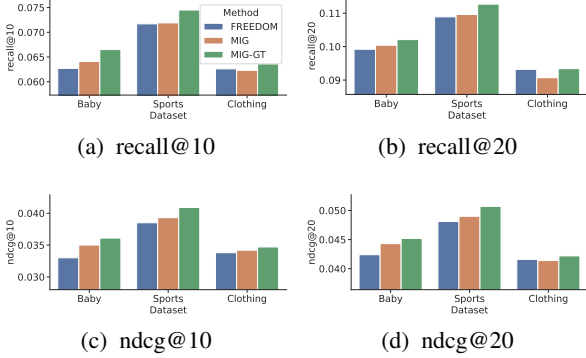 0.075
0.070
0.065
0.060
recall@10
Method
FREEDOM
MIG
MIG-GT
Baby
Sports
Clothing
Dataset
(a) recall@10
0.11
0.10
0.09
recall@20
Baby
Sports
Clothing
Dataset
(b) recall@20
0.040
0.035
0.030
ndcg@10
Baby
Sports
Clothing
Dataset
(c) ndcg@10
0.050
0.045
0.040
ndcg@20
Baby
Sports
Clothing
Dataset
(d) ndcg@20